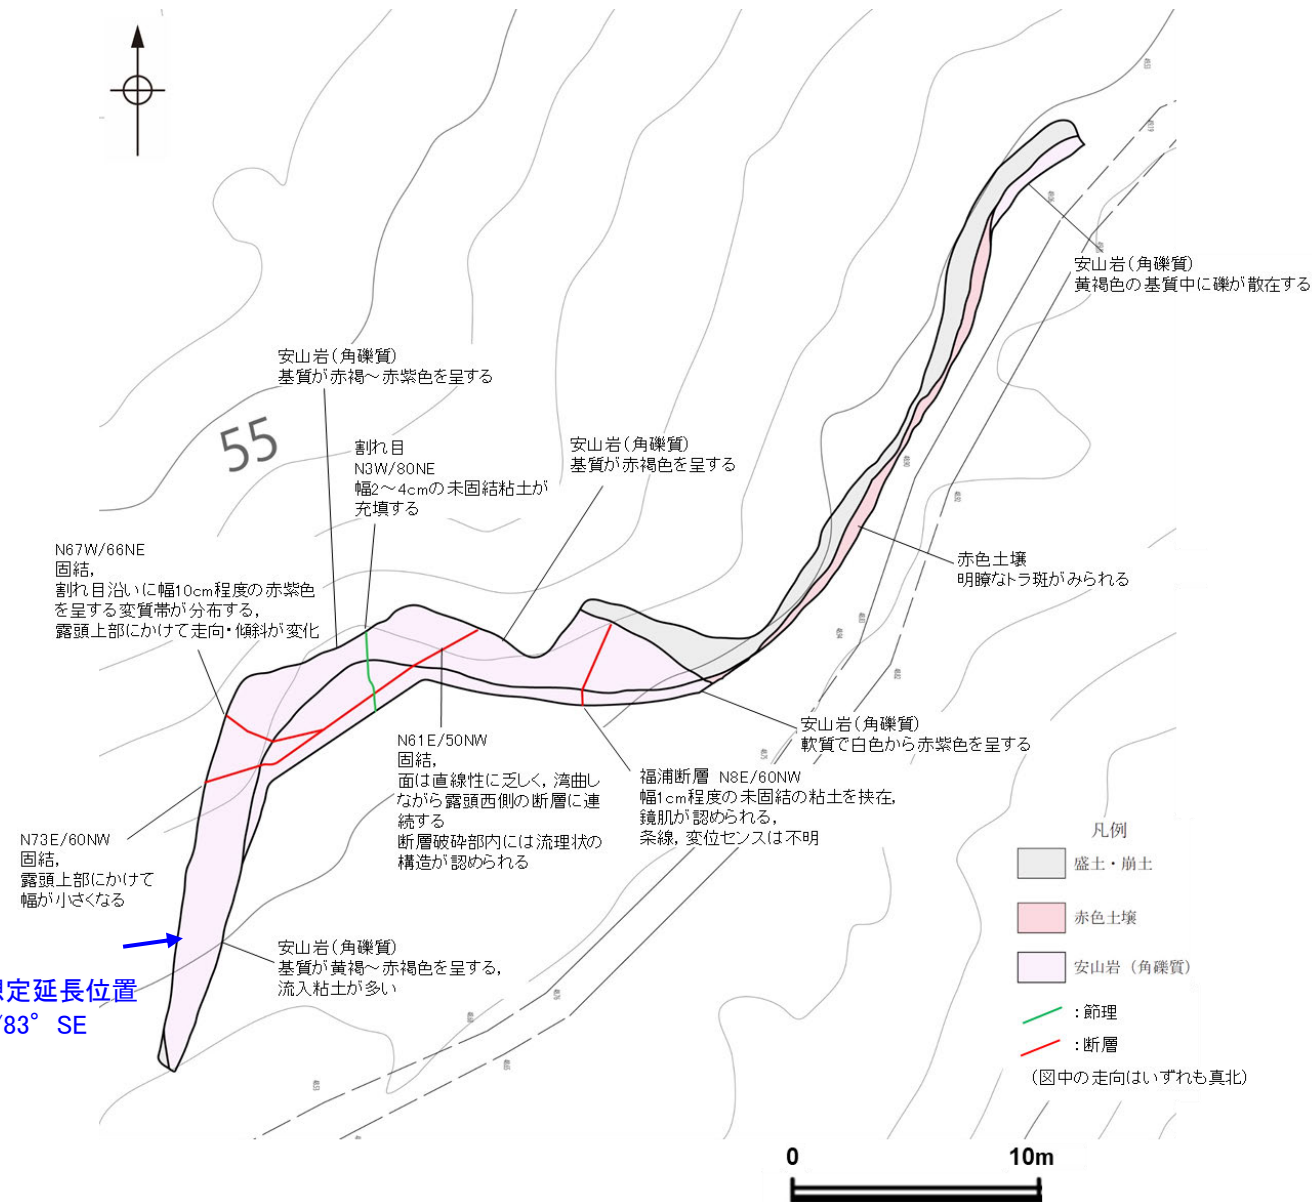 安山岩(角礫質)
黄褐色の基質中に礫が散在する
安山岩(角礫質)
基質が赤褐～赤紫色を呈する
55
割れ目
N3W/80NE
幅2～4cmの未固結粘土が
充填する
安山岩(角礫質)
基質が赤褐色を呈する
N67W/66NE
固結,
割れ目沿いに幅10cm程度の赤紫色
を呈する変質帯が分布する,
露頭上部にかけて走向・傾斜が変化
赤色土壌
明瞭なトラ斑がみられる
安山岩(角礫質)
軟質で白色から赤紫色を呈する
N61E/50NW
固結,
面は直線性に乏しく, 湾曲し
ながら露頭西側の断層に連
続する
断層破砕部内には流理状の
構造が認められる
福浦断層 N8E/60NW
幅1cm程度の未固結の粘土を挟在,
鏡肌が認められる,
条線, 変位センスは不明
N73E/60NW
固結,
露頭上部にかけて
幅が小さくなる
安山岩(角礫質)
基質が黄褐～赤褐色を呈する,
流入粘土が多い
想定延長位置
/83° SE
凡例
盛土・崩土
赤色土壌
安山岩（角礫質）
:節理
:断層
(図中の走向はいずれも真北)
0 10m